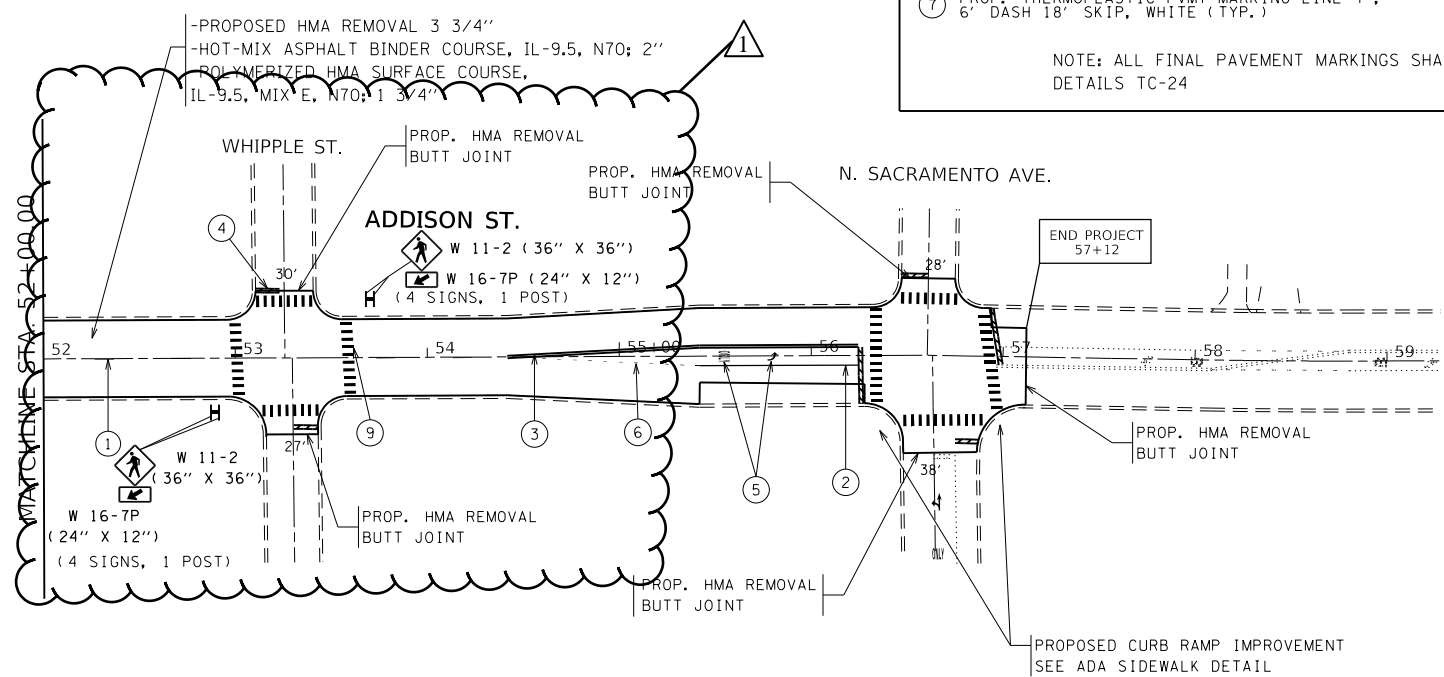 -PROPOSED HMA REMOVAL 3 3/4"
-HOT-MIX ASPHALT BINDER COURSE, IL-9.5, N70; 2"
-POLYMERIZED HMA SURFACE COURSE,
IL-9.5, MIX E, N70; 1 3/4"
1
7 PROP. THERMOPLASTIC PVMT MARKING LINE 4",
6' DASH 18' SKIP, WHITE (TYP.)
NOTE: ALL FINAL PAVEMENT MARKINGS SHA
DETAILS TC-24
WHIPPLE ST.
PROP. HMA REMOVAL
BUTT JOINT
PROP. HMA REMOVAL
BUTT JOINT
N. SACRAMENTO AVE.
ADDISON ST.
4
W 11-2 (36" X 36")
W 16-7P (24" X 12")
(4 SIGNS, 1 POST)
END PROJECT
57+12
30'
28'
MATCHLINE STA. 52+00.00
52
53
54
55+00
56
57
58
59
1
9
3
6
5
2
27'
38'
W 11-2
(36" X 36")
W 16-7P
(24" X 12")
(4 SIGNS, 1 POST)
PROP. HMA REMOVAL
BUTT JOINT
PROP. HMA REMOVAL
BUTT JOINT
ONLY
PROP. HMA REMOVAL
BUTT JOINT
PROPOSED CURB RAMP IMPROVEMENT
SEE ADA SIDEWALK DETAIL